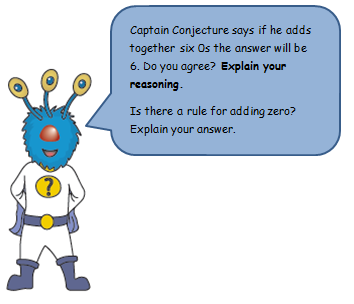 Captain Conjecture says if he adds
together six 0s the answer will be
6. Do you agree? Explain your
reasoning.
Is there a rule for adding zero?
Explain your answer.
?